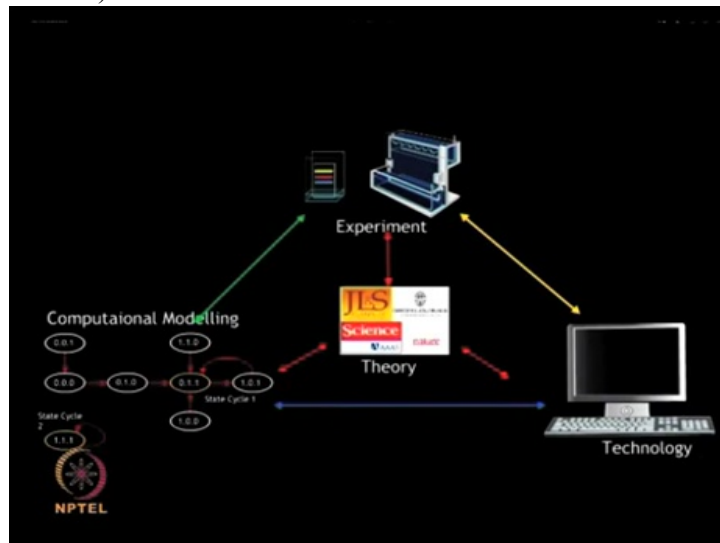 Experiment
JLS
Science
AAAS
Theory
Computaional Modelling
0.0.1
1.1.0
0.0.0
0.1.0
0.1.1
1.0.1
State Cycle 1
1.0.0
State Cycle
2
1.1.1
NPTEL
Technology